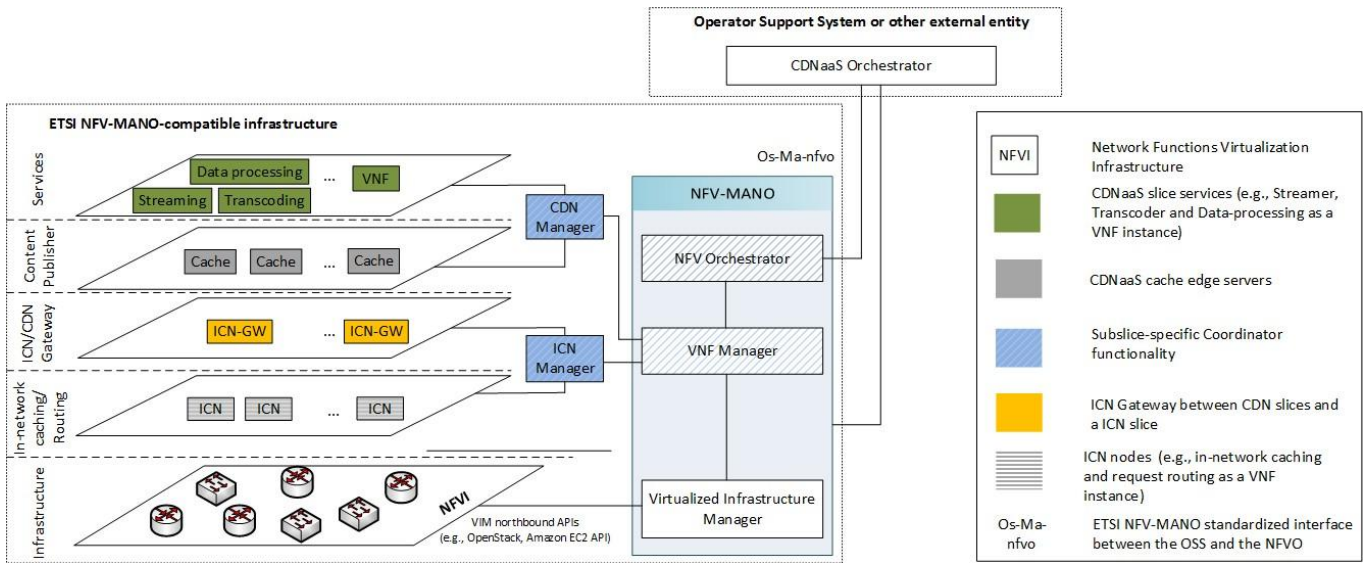 Operator Support System or other external entity
CDNaaS Orchestrator
ETSI NFV-MANO-compatible infrastructure
Os-Ma-nfvo
Services
Data processing
...
VNF
Streaming
Transcoding
CDN
Manager
NFV-MANO
Content
Publisher
Cache
Cache
...
Cache
NFV Orchestrator
ICN/CDN
Gateway
ICN-GW
...
ICN-GW
ICN
Manager
VNF Manager
In-network
caching/
Routing
ICN
ICN
...
ICN
Infrastructure
NFVI
VIM northbound APIs
(e.g., OpenStack, Amazon EC2 API)
Virtualized Infrastructure
Manager
NFVI
Network Functions Virtualization
Infrastructure
CDNaaS slice services (e.g., Streamer,
Transcoder and Data-processing as a
VNF instance)
CDNaaS cache edge servers
Subslice-specific Coordinator
functionality
ICN Gateway between CDN slices and
a ICN slice
ICN nodes (e.g., in-network caching
and request routing as a VNF
instance)
Os-Ma-
nfvo
ETSI NFV-MANO standardized interface
between the OSS and the NFVO